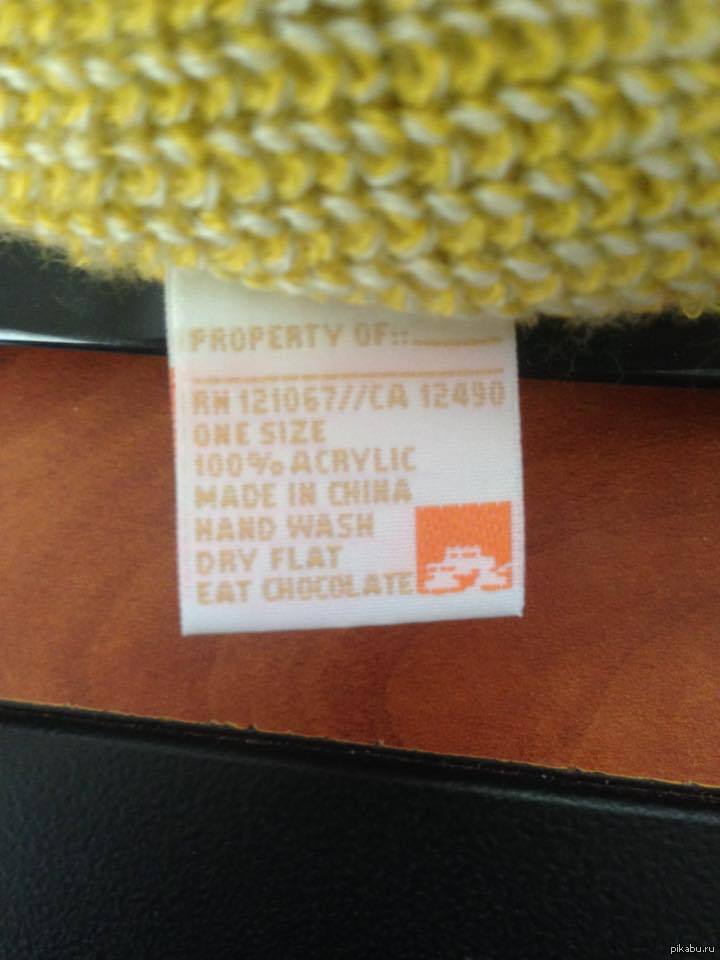 PROPERTY OF::
RN 121067//CA 12490
ONE SIZE
100% ACRYLIC
MADE IN CHINA
HAND WASH
DRY FLAT
EAT CHOCOLATE
pikabu.ru